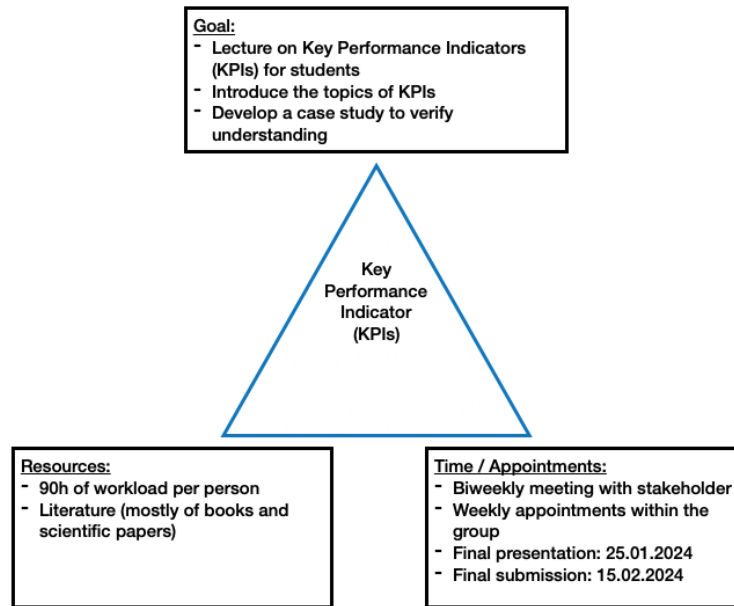 Goal:
- Lecture on Key Performance Indicators
(KPIs) for students
- Introduce the topics of KPIs
- Develop a case study to verify
understanding
Key
Performance
Indicator
(KPIs)
Resources:
- 90h of workload per person
- Literature (mostly of books and
scientific papers)
Time / Appointments:
- Biweekly meeting with stakeholder
- Weekly appointments within the
group
- Final presentation: 25.01.2024
- Final submission: 15.02.2024